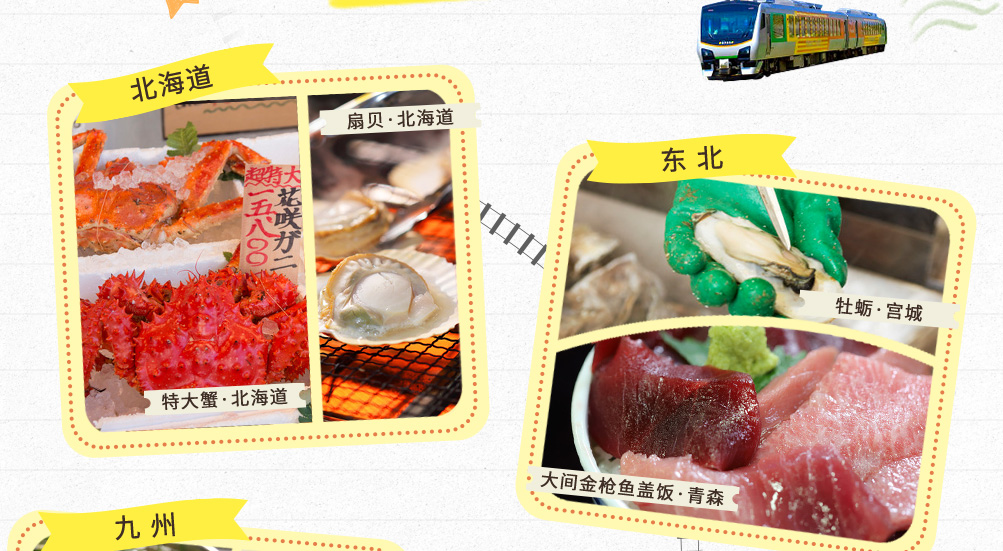 北海道
扇贝·北海道
超特大
花咲ガニ
一五八〇〇
特大蟹·北海道
东北
牡蛎·宫城
大间金枪鱼盖饭·青森
九州